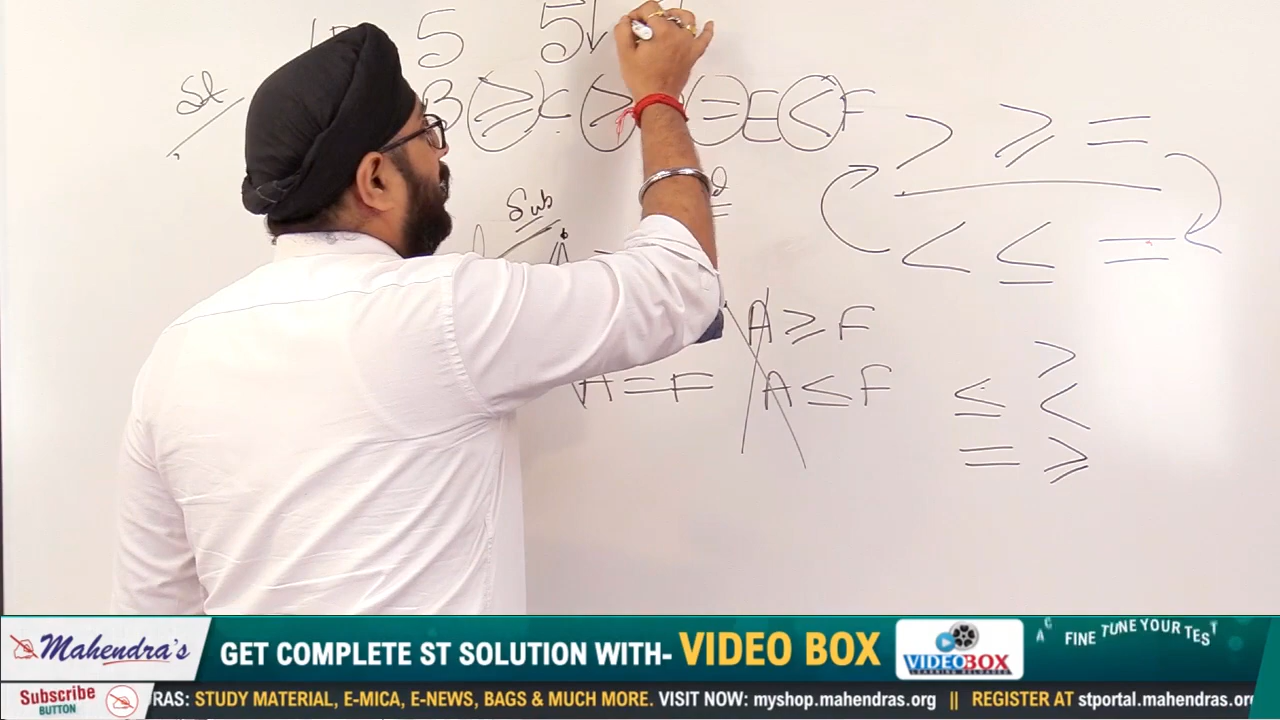 5 5↓
St B ≥ C > = E < F
> ≥ =
Sub
< ≤ =
A ≥ F
A = F A ≤ F
>
≤ <
= ≥
Mahendra's GET COMPLETE ST SOLUTION WITH- VIDEO BOX VIDEOBOX FINE TUNE YOUR TEST
Subscribe BUTTON RAS: STUDY MATERIAL, E-MICA, E-NEWS, BAGS & MUCH MORE. VISIT NOW: myshop.mahendras.org || REGISTER AT stportal.mahendras.org